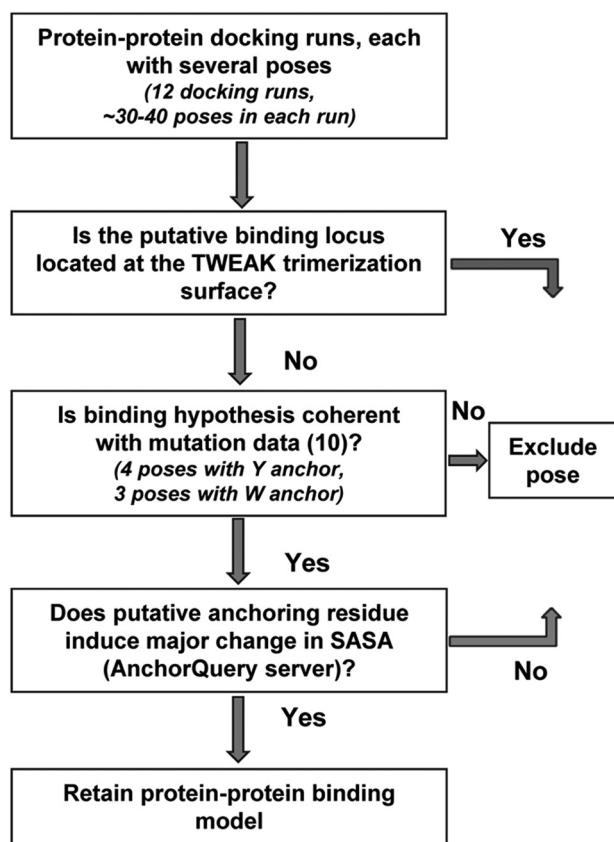 Protein-protein docking runs, each
with several poses
(12 docking runs,
~30-40 poses in each run)
Is the putative binding locus
located at the TWEAK trimerization
surface?
Yes
No
Is binding hypothesis coherent
with mutation data (10)?
(4 poses with Y anchor,
3 poses with W anchor)
No
Exclude
pose
Yes
Does putative anchoring residue
induce major change in SASA
(AnchorQuery server)?
No
Yes
Retain protein-protein binding
model